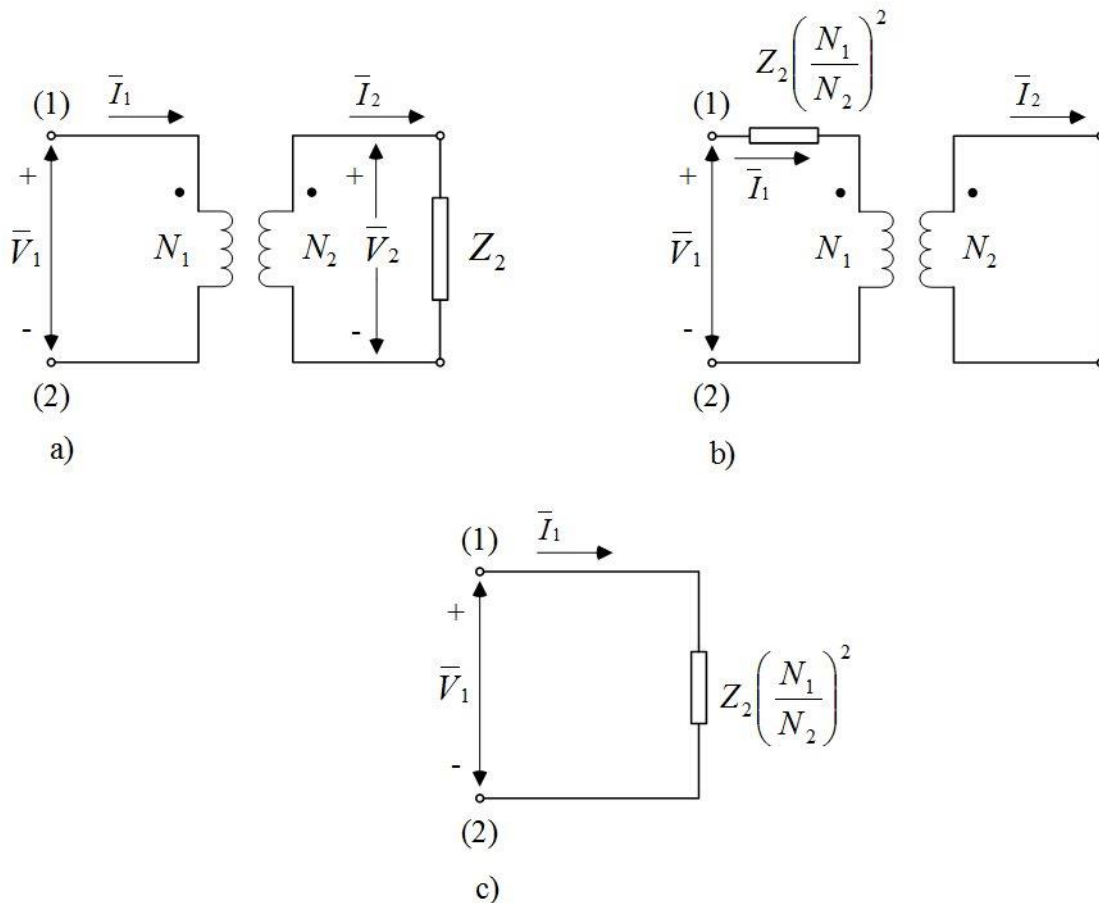 (1) I̅₁ I̅₂
+ +
V̅₁ N₁ N₂ V̅₂ Z₂
- -
(2)
a)
Z₂(N₁/N₂)²
(1) I̅₂
+ I̅₁
V̅₁ N₁ N₂
-
(2)
b)
(1) I̅₁
+
V̅₁ Z₂(N₁/N₂)²
-
(2)
c)